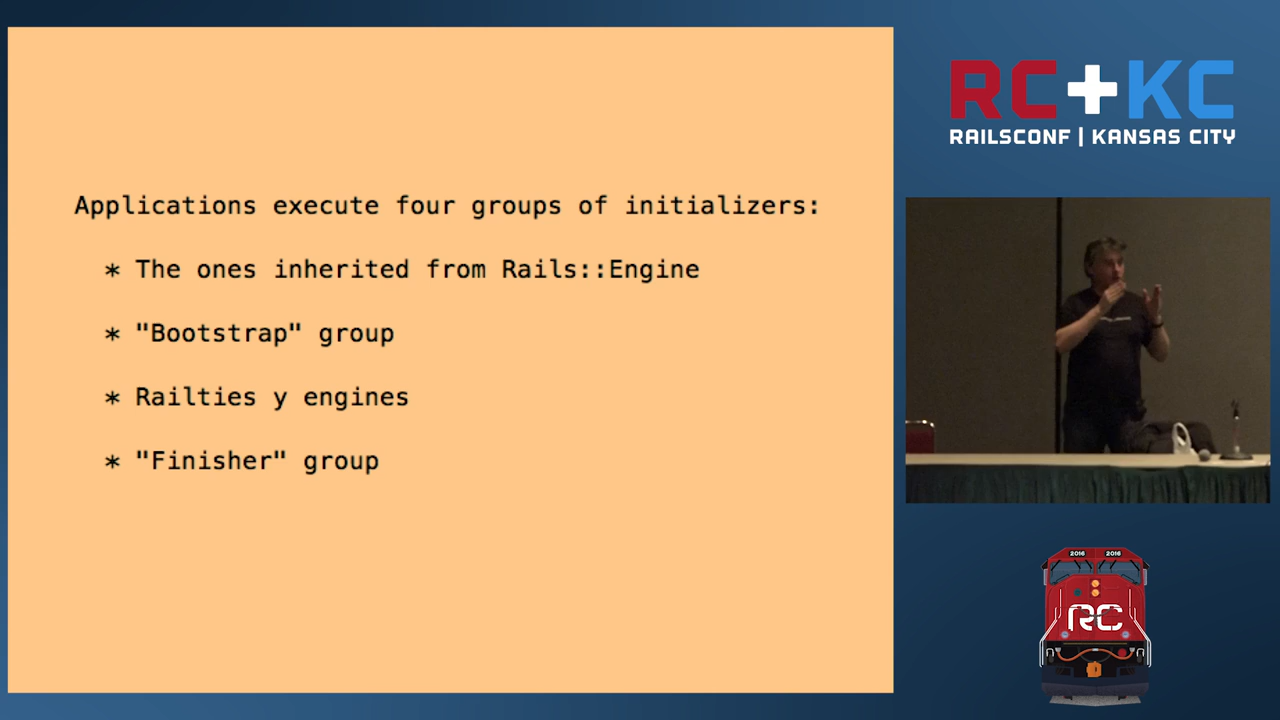 Applications execute four groups of initializers:
* The ones inherited from Rails::Engine
* "Bootstrap" group
* Railties y engines
* "Finisher" group
RC+KC
RAILSCONF | KANSAS CITY
2016 2016
RC